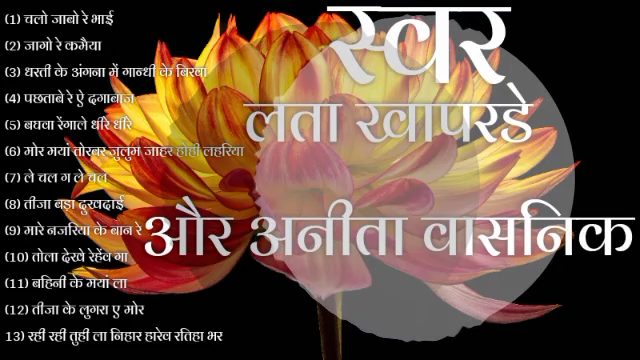 (1) चलो जाबो रे भाई
(2) जागो रे कमैया
(3) धरती के अंगना में गान्धी के बिरवा
(4) पछताबे रे ऐ दगाबाज
(5) बघवा रेंगाले धीरे धीरे
(6) मोर मयां तोरबर जुलुम जाहर होही लहरिया
(7) ले चल ग ले चल
(8) तीजा बड़ा दुखदाई
(9) मारे नजरिया के बान रे
(10) तोला देखे रेहेंव गा
(11) बहिनी के मयां ला
(12) तीजा के लुगरा ए मोर
13) रही रही तुही ला निहार हारेव रतिहा भर
स्वर
लता खापरडे
और अनीता वासनिक